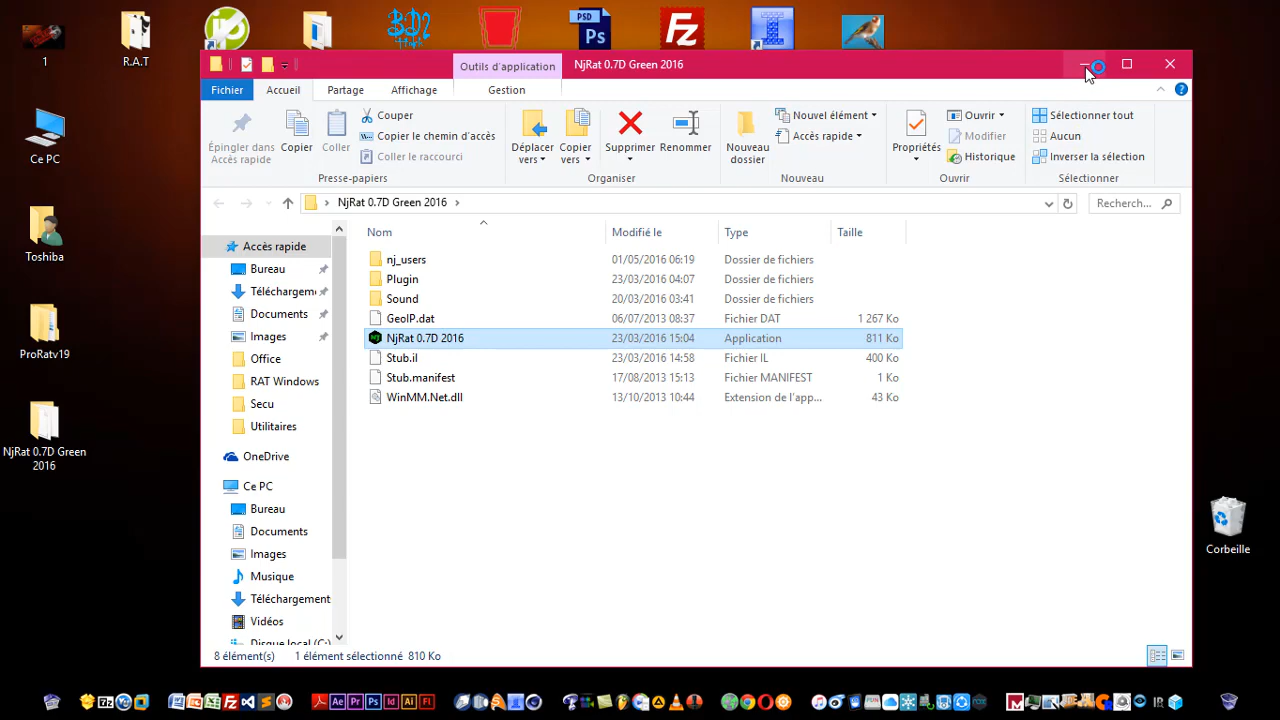 1
R.A.T
Ce PC
Toshiba
ProRatv19
NjRat 0.7D Green
2016
Corbeille
Outils d'application
NjRat 0.7D Green 2016
Fichier
Accueil
Partage
Affichage
Gestion
Épingler dans
Accès rapide
Copier
Coller
Couper
Copier le chemin d'accès
Coller le raccourci
Presse-papiers
Déplacer
vers
Copier
vers
Supprimer
Renommer
Organiser
Nouveau
dossier
Nouvel élément
Accès rapide
Nouveau
Propriétés
Ouvrir
Modifier
Historique
Ouvrir
Sélectionner tout
Aucun
Inverser la sélection
Sélectionner
NjRat 0.7D Green 2016
Recherch...
Nom
Modifié le
Type
Taille
nj_users 01/05/2016 06:19 Dossier de fichiers
Plugin 23/03/2016 04:07 Dossier de fichiers
Sound 20/03/2016 03:41 Dossier de fichiers
GeoIP.dat 06/07/2013 08:37 Fichier DAT 1 267 Ko
NjRat 0.7D 2016 23/03/2016 15:04 Application 811 Ko
Stub.il 23/03/2016 14:58 Fichier IL 400 Ko
Stub.manifest 17/08/2013 15:13 Fichier MANIFEST 1 Ko
WinMM.Net.dll 13/10/2013 10:44 Extension de l'app... 43 Ko
Accès rapide
Bureau
Téléchargem
Documents
Images
Office
RAT Windows
Secu
Utilitaires
OneDrive
Ce PC
Bureau
Documents
Images
Musique
Téléchargement
Vidéos
Disque local (C:)
8 élément(s)
1 élément sélectionné 810 Ko